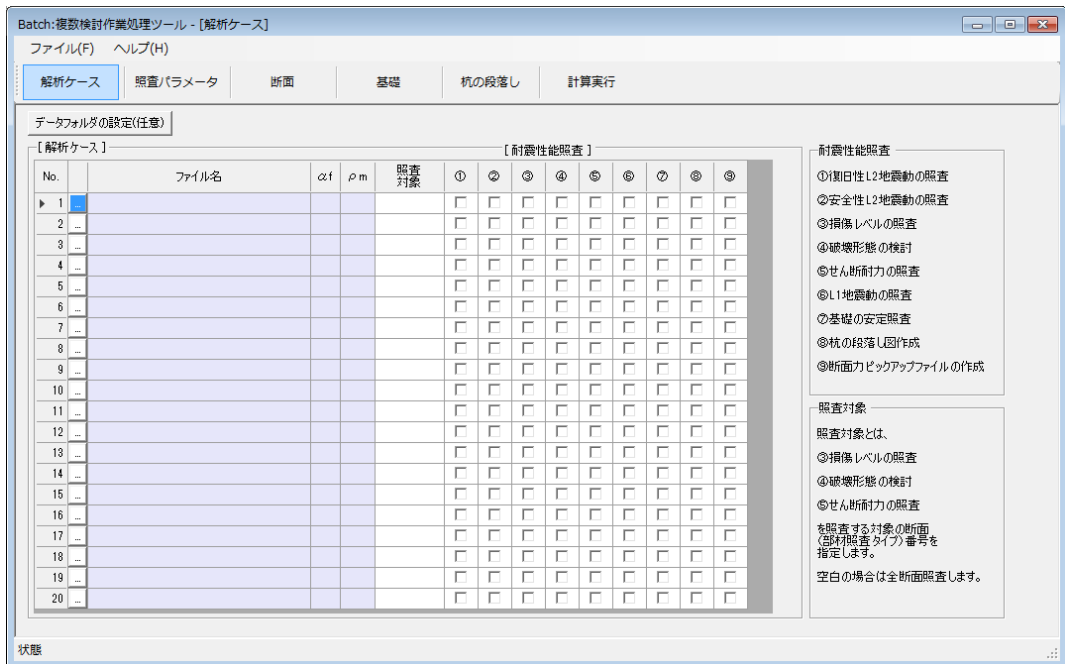 Batch:複数検討作業処理ツール - [解析ケース]
ファイル(F) ヘルプ(H)
解析ケース 照査パラメータ 断面 基礎 杭の段落し 計算実行
データフォルダの設定(任意)
[ 解析ケース ] [ 耐震性能照査 ]
No. ファイル名 αf ρm 照査対象 ① ② ③ ④ ⑤ ⑥ ⑦ ⑧ ⑨
1 ...
2 ...
3 ...
4 ...
5 ...
6 ...
7 ...
8 ...
9 ...
10 ...
11 ...
12 ...
13 ...
14 ...
15 ...
16 ...
17 ...
18 ...
19 ...
20 ...
耐震性能照査
①復旧性L2地震動の照査
②安全性L2地震動の照査
③損傷レベルの照査
④破壊形態の検討
⑤せん断耐力の照査
⑥L1地震動の照査
⑦基礎の安定照査
⑧杭の段落し図作成
⑨断面力ピックアップファイルの作成
照査対象
照査対象とは、
③損傷レベルの照査
④破壊形態の検討
⑤せん断耐力の照査
を照査する対象の断面
(部材照査タイプ)番号を
指定します。
空白の場合は全断面照査します。
状態